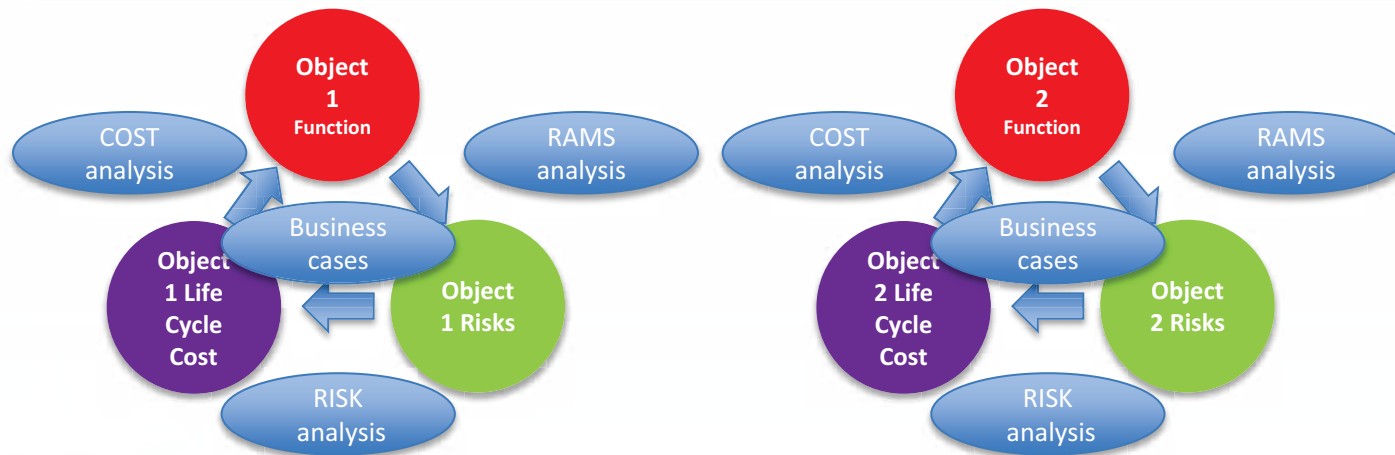 Object
1
Function
COST
analysis
RAMS
analysis
Business
cases
Object
1 Life
Cycle
Cost
Object
1 Risks
RISK
analysis
Object
2
Function
COST
analysis
RAMS
analysis
Business
cases
Object
2 Life
Cycle
Cost
Object
2 Risks
RISK
analysis